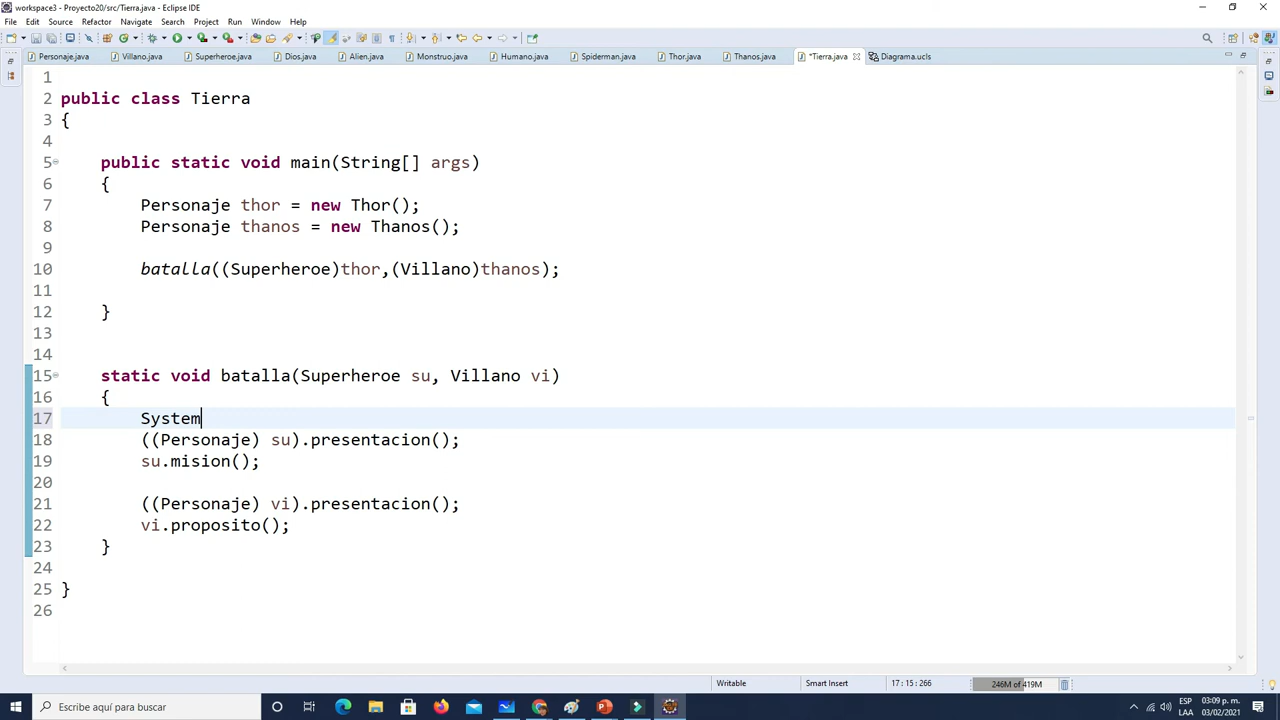 workspace3 - Proyecto20/src/Tierra.java - Eclipse IDE
File Edit Source Refactor Navigate Search Project Run Window Help
Personaje.java Villano.java Superheroe.java Dios.java Alien.java Monstruo.java Humano.java Spiderman.java Thor.java Thanos.java *Tierra.java Diagrama.ucls
1
2 public class Tierra
3 {
4
5 public static void main(String[] args)
6 {
7 Personaje thor = new Thor();
8 Personaje thanos = new Thanos();
9
10 batalla((Superheroe)thor,(Villano)thanos);
11
12 }
13
14
15 static void batalla(Superheroe su, Villano vi)
16 {
17 System
18 ((Personaje) su).presentacion();
19 su.mision();
20
21 ((Personaje) vi).presentacion();
22 vi.proposito();
23 }
24
25 }
26
Writable Smart Insert 17 : 15 : 266 246M of 419M
Escribe aquí para buscar
ESP 03:09 p. m.
LAA 03/02/2021